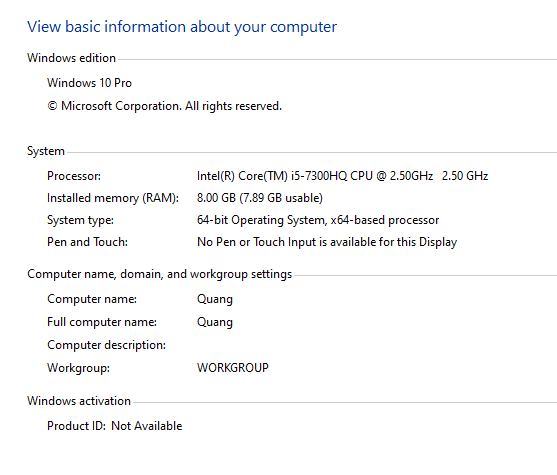 View basic information about your computer
Windows edition
Windows 10 Pro
© Microsoft Corporation. All rights reserved.
System
Processor: Intel(R) Core(TM) i5-7300HQ CPU @ 2.50GHz 2.50 GHz
Installed memory (RAM): 8.00 GB (7.89 GB usable)
System type: 64-bit Operating System, x64-based processor
Pen and Touch: No Pen or Touch Input is available for this Display
Computer name, domain, and workgroup settings
Computer name: Quang
Full computer name: Quang
Computer description:
Workgroup: WORKGROUP
Windows activation
Product ID: Not Available